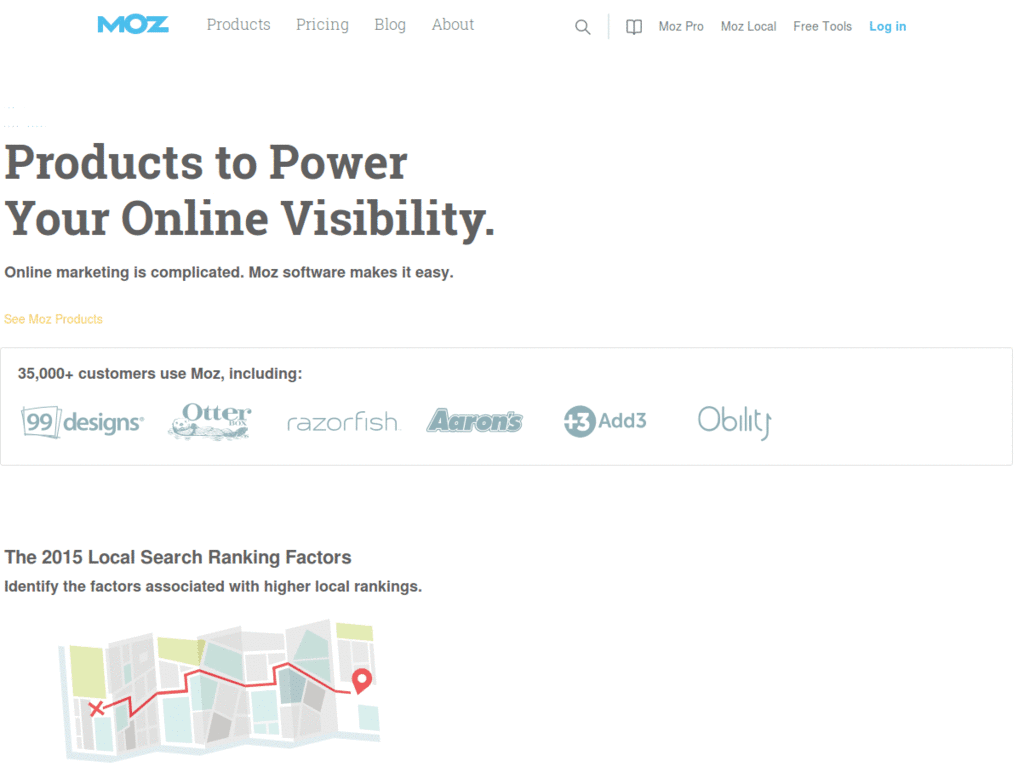 MOZ
Products Pricing Blog About
Moz Pro Moz Local Free Tools Log in
Products to Power
Your Online Visibility.
Online marketing is complicated. Moz software makes it easy.
See Moz Products
35,000+ customers use Moz, including:
99designs® Otter BOX razorfish Aaron's +3 Add3 Obility
The 2015 Local Search Ranking Factors
Identify the factors associated with higher local rankings.